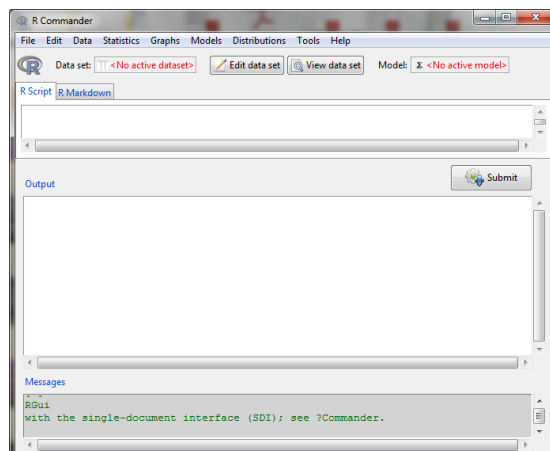 R Commander
File Edit Data Statistics Graphs Models Distributions Tools Help
Data set: <No active dataset> Edit data set View data set Model: Σ <No active model>
R Script R Markdown
Submit
Output
Messages
RGui
with the single-document interface (SDI); see ?Commander.